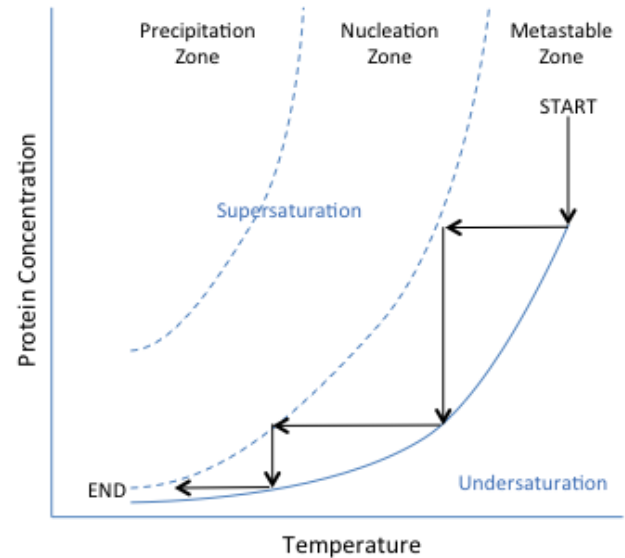 Precipitation
Zone
Nucleation
Zone
Metastable
Zone
START
Supersaturation
Protein Concentration
END
Undersaturation
Temperature